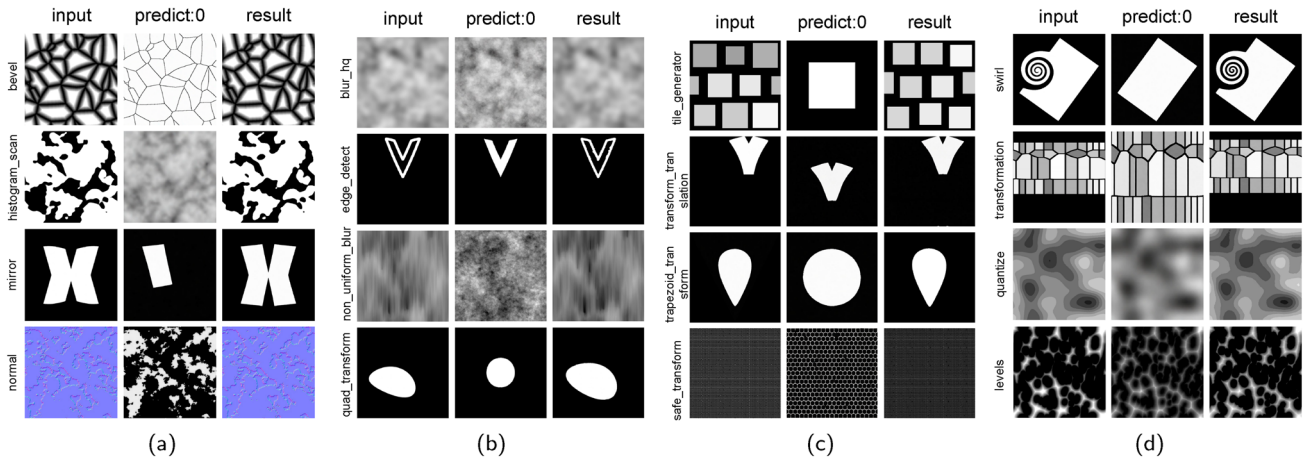 input predict:0 result
bevel
histogram_scan
mirror
normal
(a)
input predict:0 result
blur_hq
edge_detect
non_uniform_blur
quad_transform
(b)
input predict:0 result
tile_generator
transform_tran
slation
trapezoid_tran
sform
safe_transform
(c)
input predict:0 result
swirl
transformation
quantize
levels
(d)